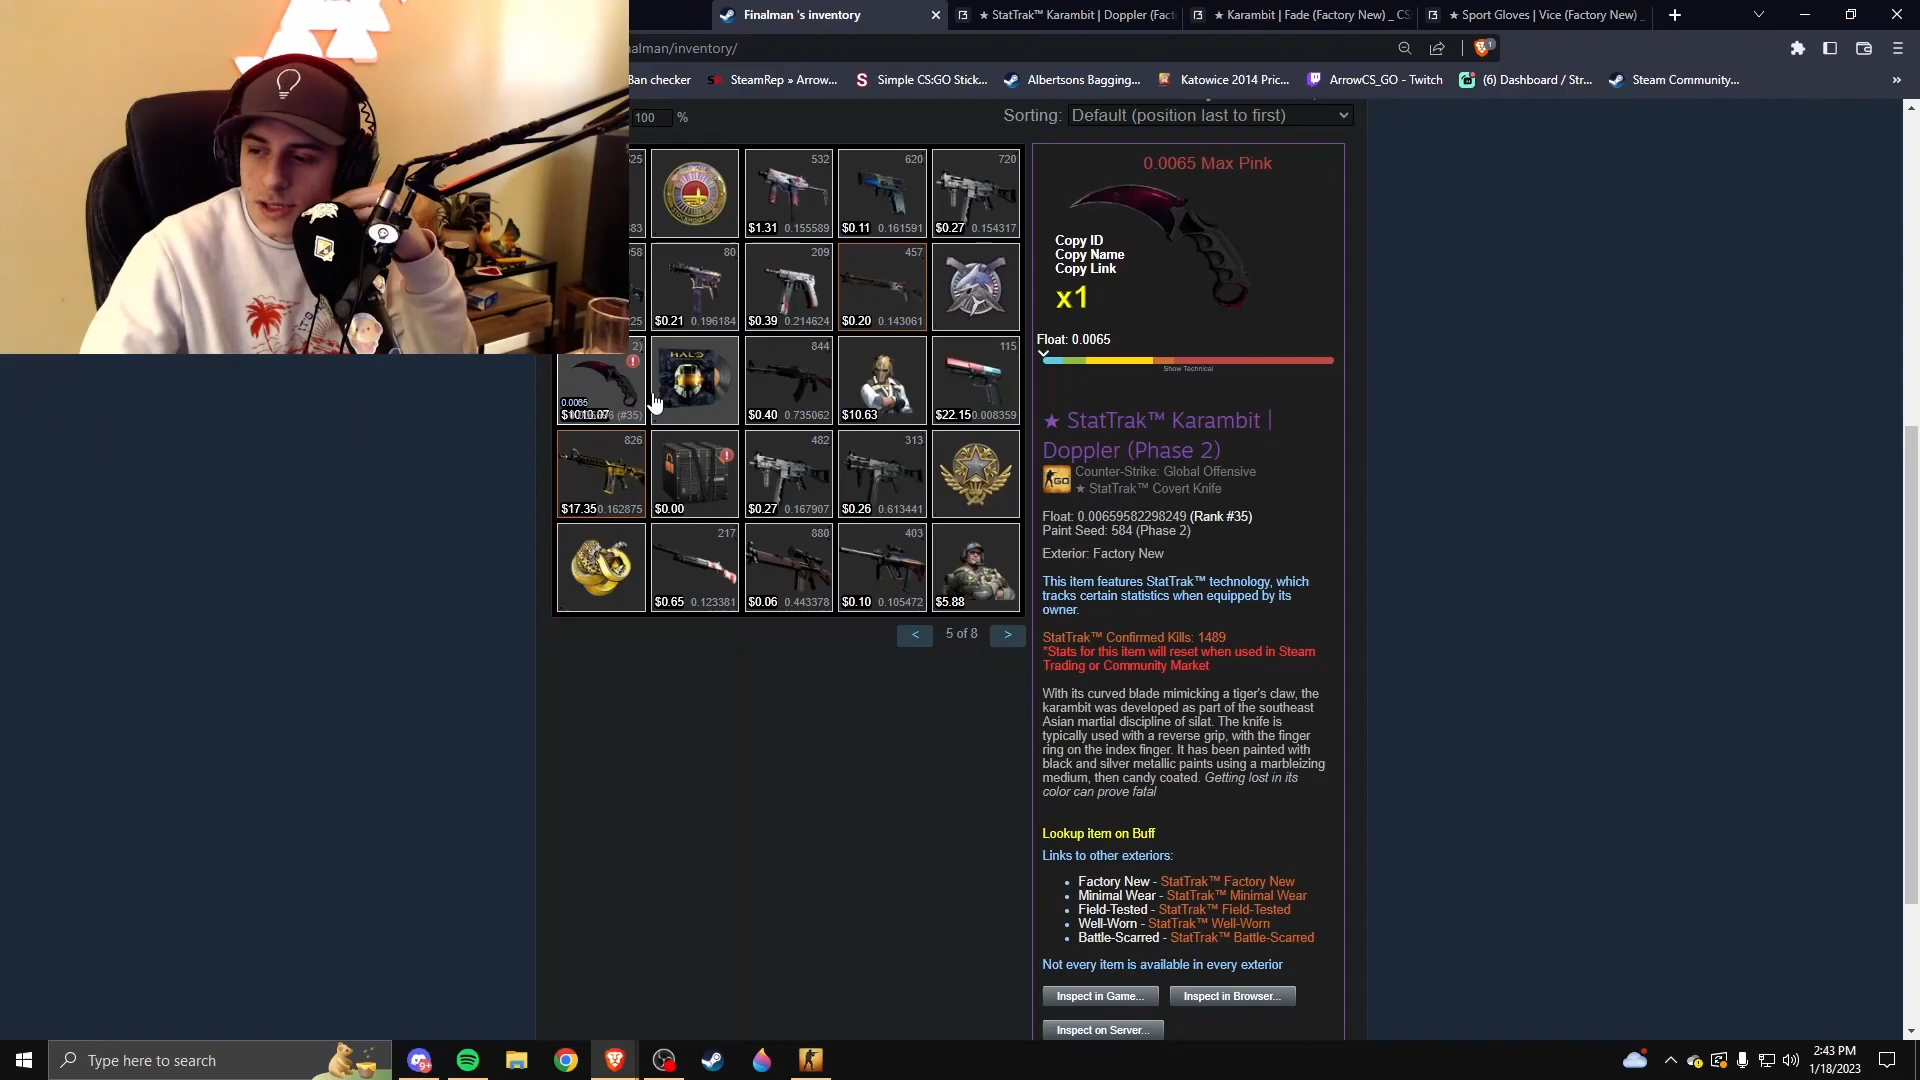 Finalman 's inventory
★ StatTrak™ Karambit | Doppler (Fact
★ Karambit | Fade (Factory New) _ CS
★ Sport Gloves | Vice (Factory New) _
nalman/inventory/
Ban checker
SteamRep » Arrow...
Simple CS:GO Stick...
Albertsons Bagging...
Katowice 2014 Pric...
ArrowCS_GO - Twitch
(6) Dashboard / Str...
Steam Community...
»
100 %
Sorting: Default (position last to first)
532
$1.31 0.155589
620
$0.11 0.161591
720
$0.27 0.154317
80
$0.21 0.196184
209
$0.39 0.214624
457
$0.20 0.143061
2)
0.0065
$1010.07
(#35)
HALO
844
$0.40 0.735062
$10.63
115
$22.15 0.008359
826
$17.35 0.162875
$0.00
482
$0.27 0.167907
313
$0.26 0.613441
217
$0.65 0.123381
880
$0.06 0.443378
403
$0.10 0.105472
$5.88
< 5 of 8 >
0.0065 Max Pink
Copy ID
Copy Name
Copy Link
x1
Float: 0.0065
Show Technical
★ StatTrak™ Karambit |
Doppler (Phase 2)
Counter-Strike: Global Offensive
★ StatTrak™ Covert Knife
Float: 0.00659582298249 (Rank #35)
Paint Seed: 584 (Phase 2)
Exterior: Factory New
This item features StatTrak™ technology, which
tracks certain statistics when equipped by its
owner.
StatTrak™ Confirmed Kills: 1489
*Stats for this item will reset when used in Steam
Trading or Community Market
With its curved blade mimicking a tiger's claw, the
karambit was developed as part of the southeast
Asian martial discipline of silat. The knife is
typically used with a reverse grip, with the finger
ring on the index finger. It has been painted with
black and silver metallic paints using a marbleizing
medium, then candy coated. Getting lost in its
color can prove fatal
Lookup item on Buff
Links to other exteriors:
Factory New - StatTrak™ Factory New
Minimal Wear - StatTrak™ Minimal Wear
Field-Tested - StatTrak™ Field-Tested
Well-Worn - StatTrak™ Well-Worn
Battle-Scarred - StatTrak™ Battle-Scarred
Not every item is available in every exterior
Inspect in Game...
Inspect in Browser...
Inspect on Server...
Type here to search
9+
2:43 PM
1/18/2023